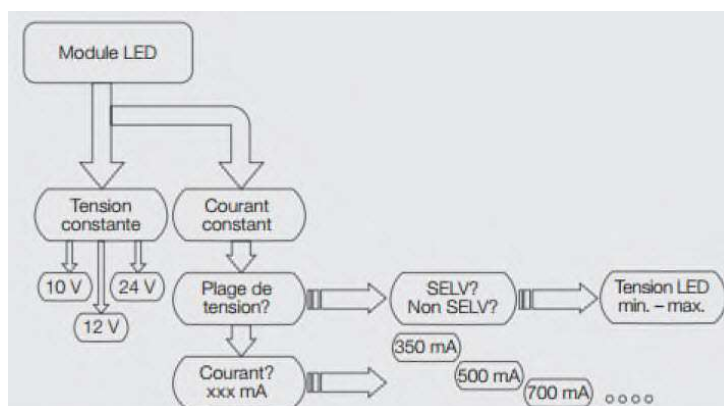 Module LED
Tension
constante
Courant
constant
10 V
24 V
12 V
Plage de
tension?
SELV?
Non SELV?
Tension LED
min. – max.
Courant?
xxx mA
350 mA
500 mA
700 mA